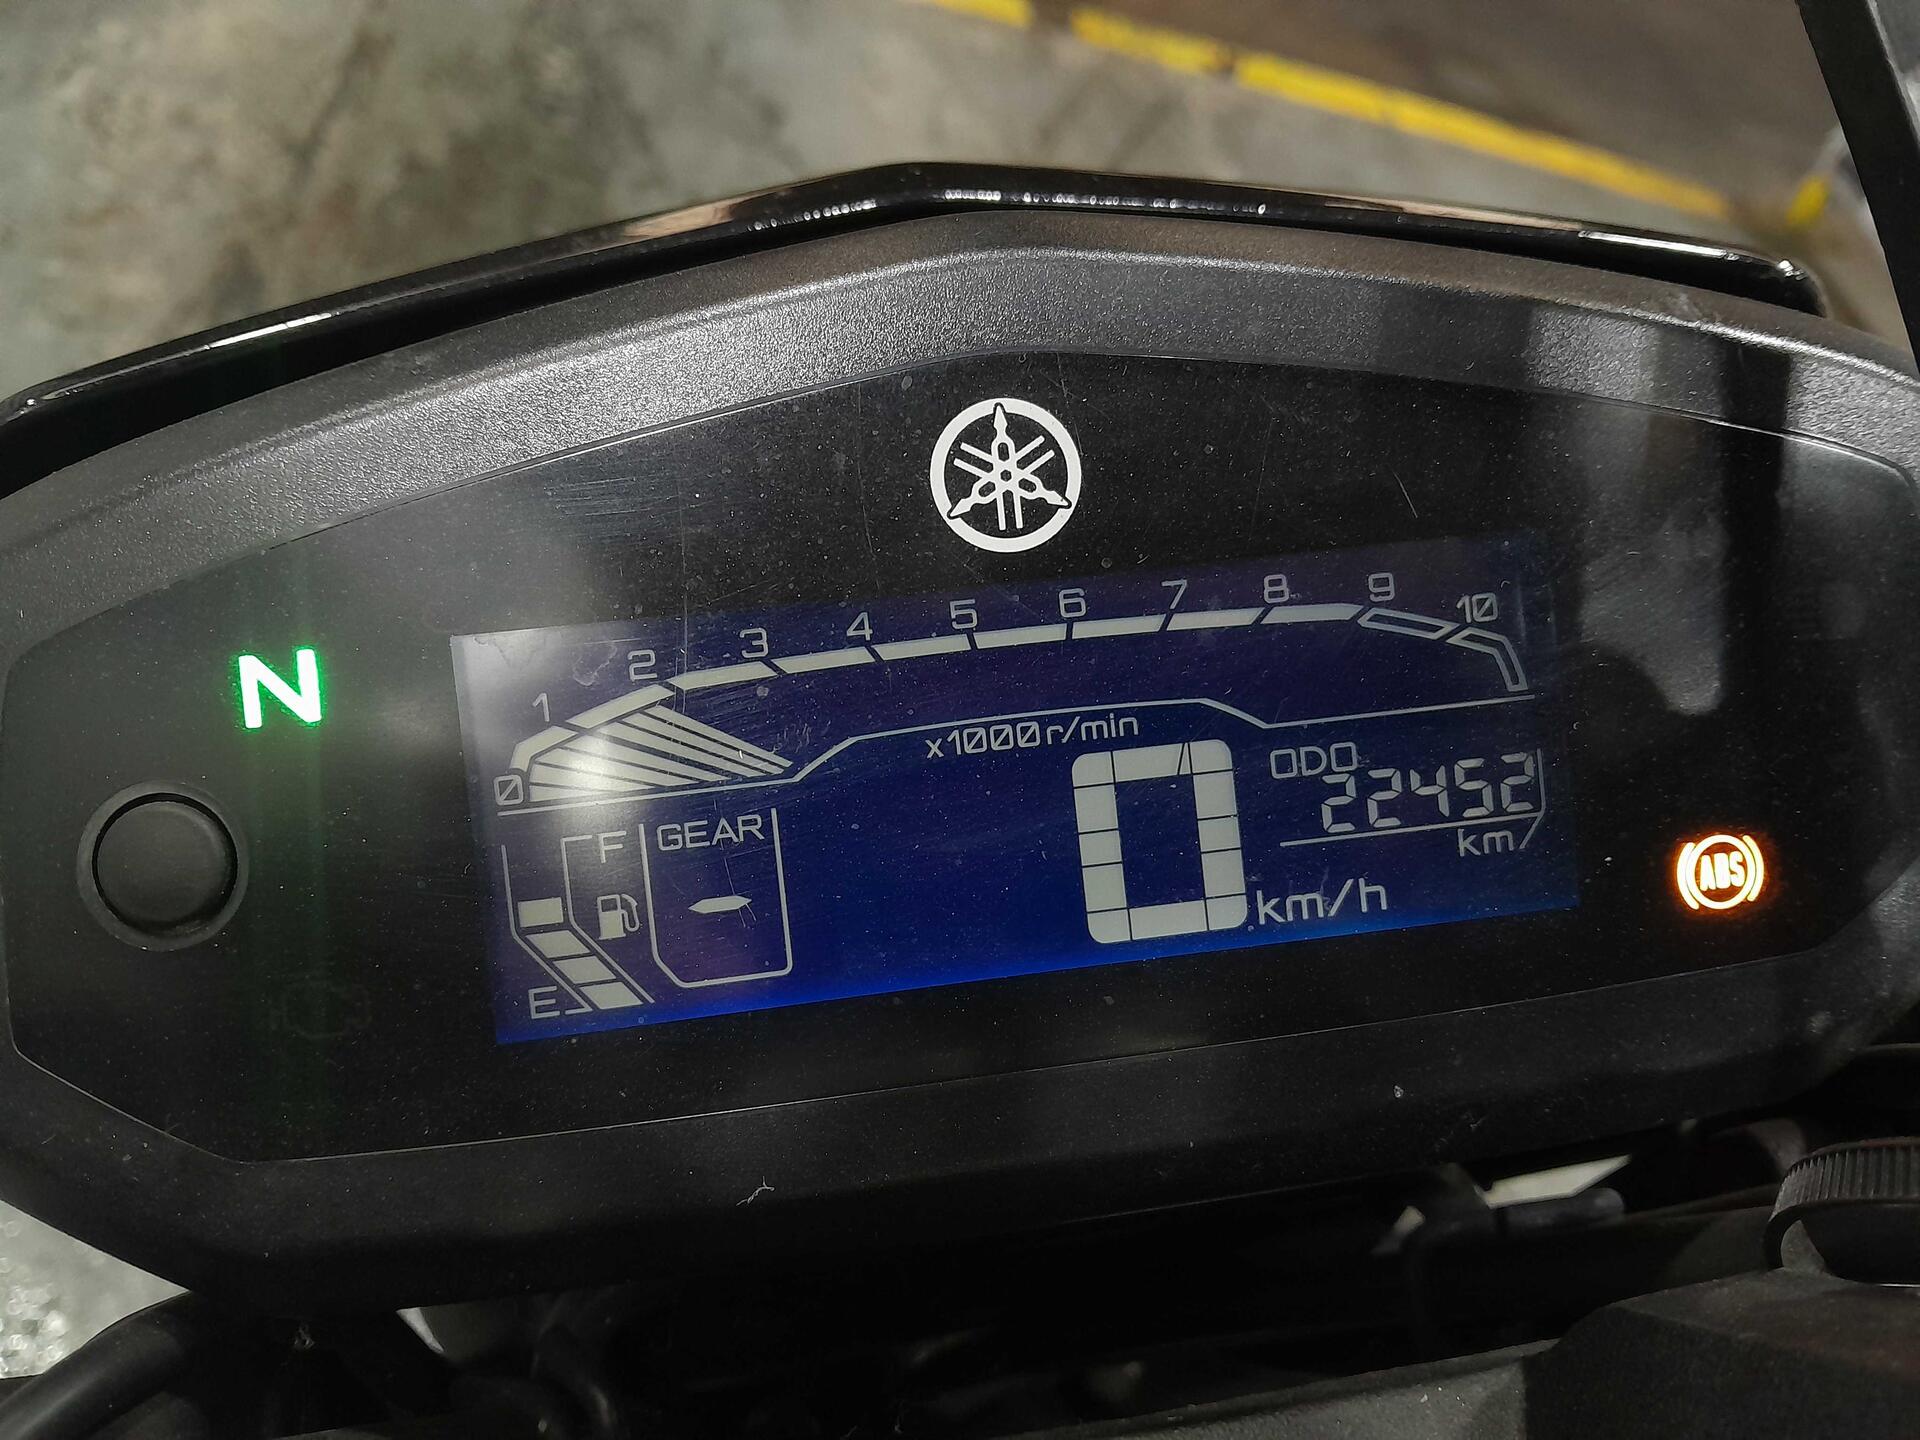 N
0 1 2 3 4 5 6 7 8 9 10
x1000r/min
ODO
22452
km
F
GEAR
-
0 km/h
E
ABS